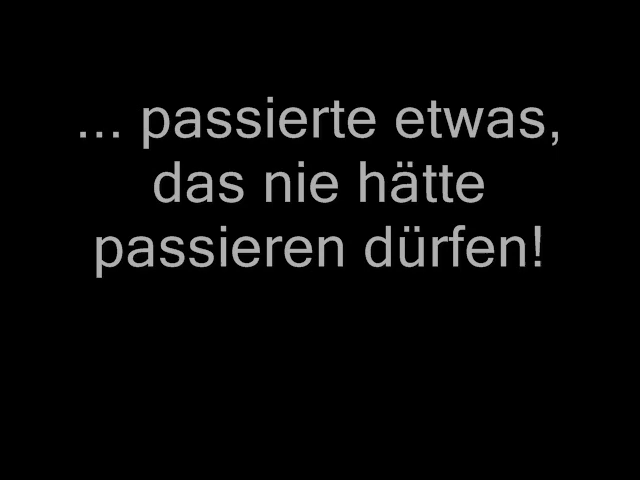 ... passierte etwas,
das nie hätte
passieren dürfen!